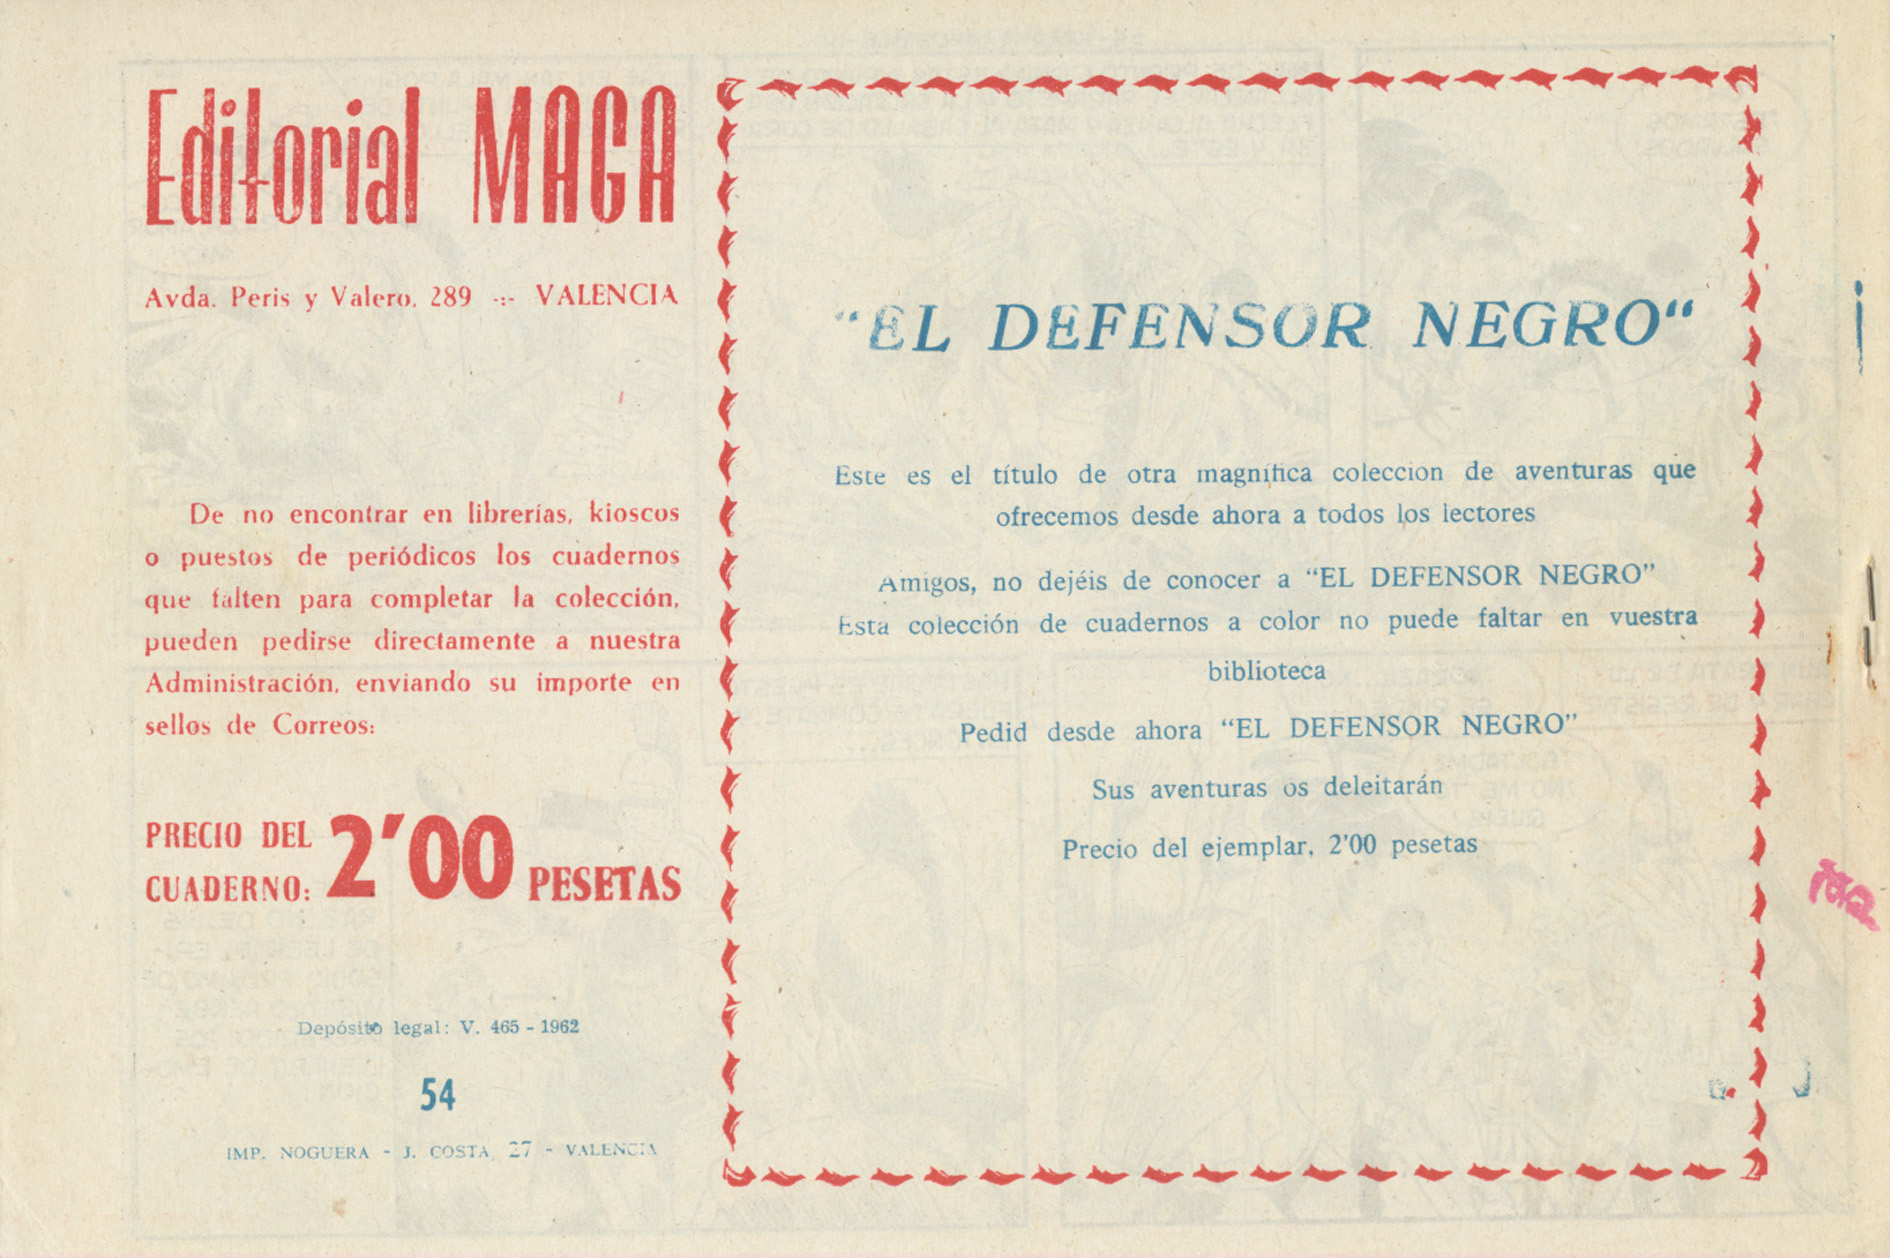 Editorial MAGA
Avda. Peris y Valero, 289 -:- VALENCIA
De no encontrar en librerías, kioscos
o puestos de periódicos los cuadernos
que falten para completar la colección,
pueden pedirse directamente a nuestra
Administración, enviando su importe en
sellos de Correos:
PRECIO DEL
CUADERNO: 2'00 PESETAS
Depósito legal: V. 465 - 1962
54
IMP. NOGUERA - J. COSTA, 27 - VALENCIA
"EL DEFENSOR NEGRO"
Este es el título de otra magnífica coleccion de aventuras que
ofrecemos desde ahora a todos los lectores
Amigos, no dejéis de conocer a "EL DEFENSOR NEGRO"
Esta colección de cuadernos a color no puede faltar en vuestra
biblioteca
Pedid desde ahora "EL DEFENSOR NEGRO"
Sus aventuras os deleitarán
Precio del ejemplar, 2'00 pesetas